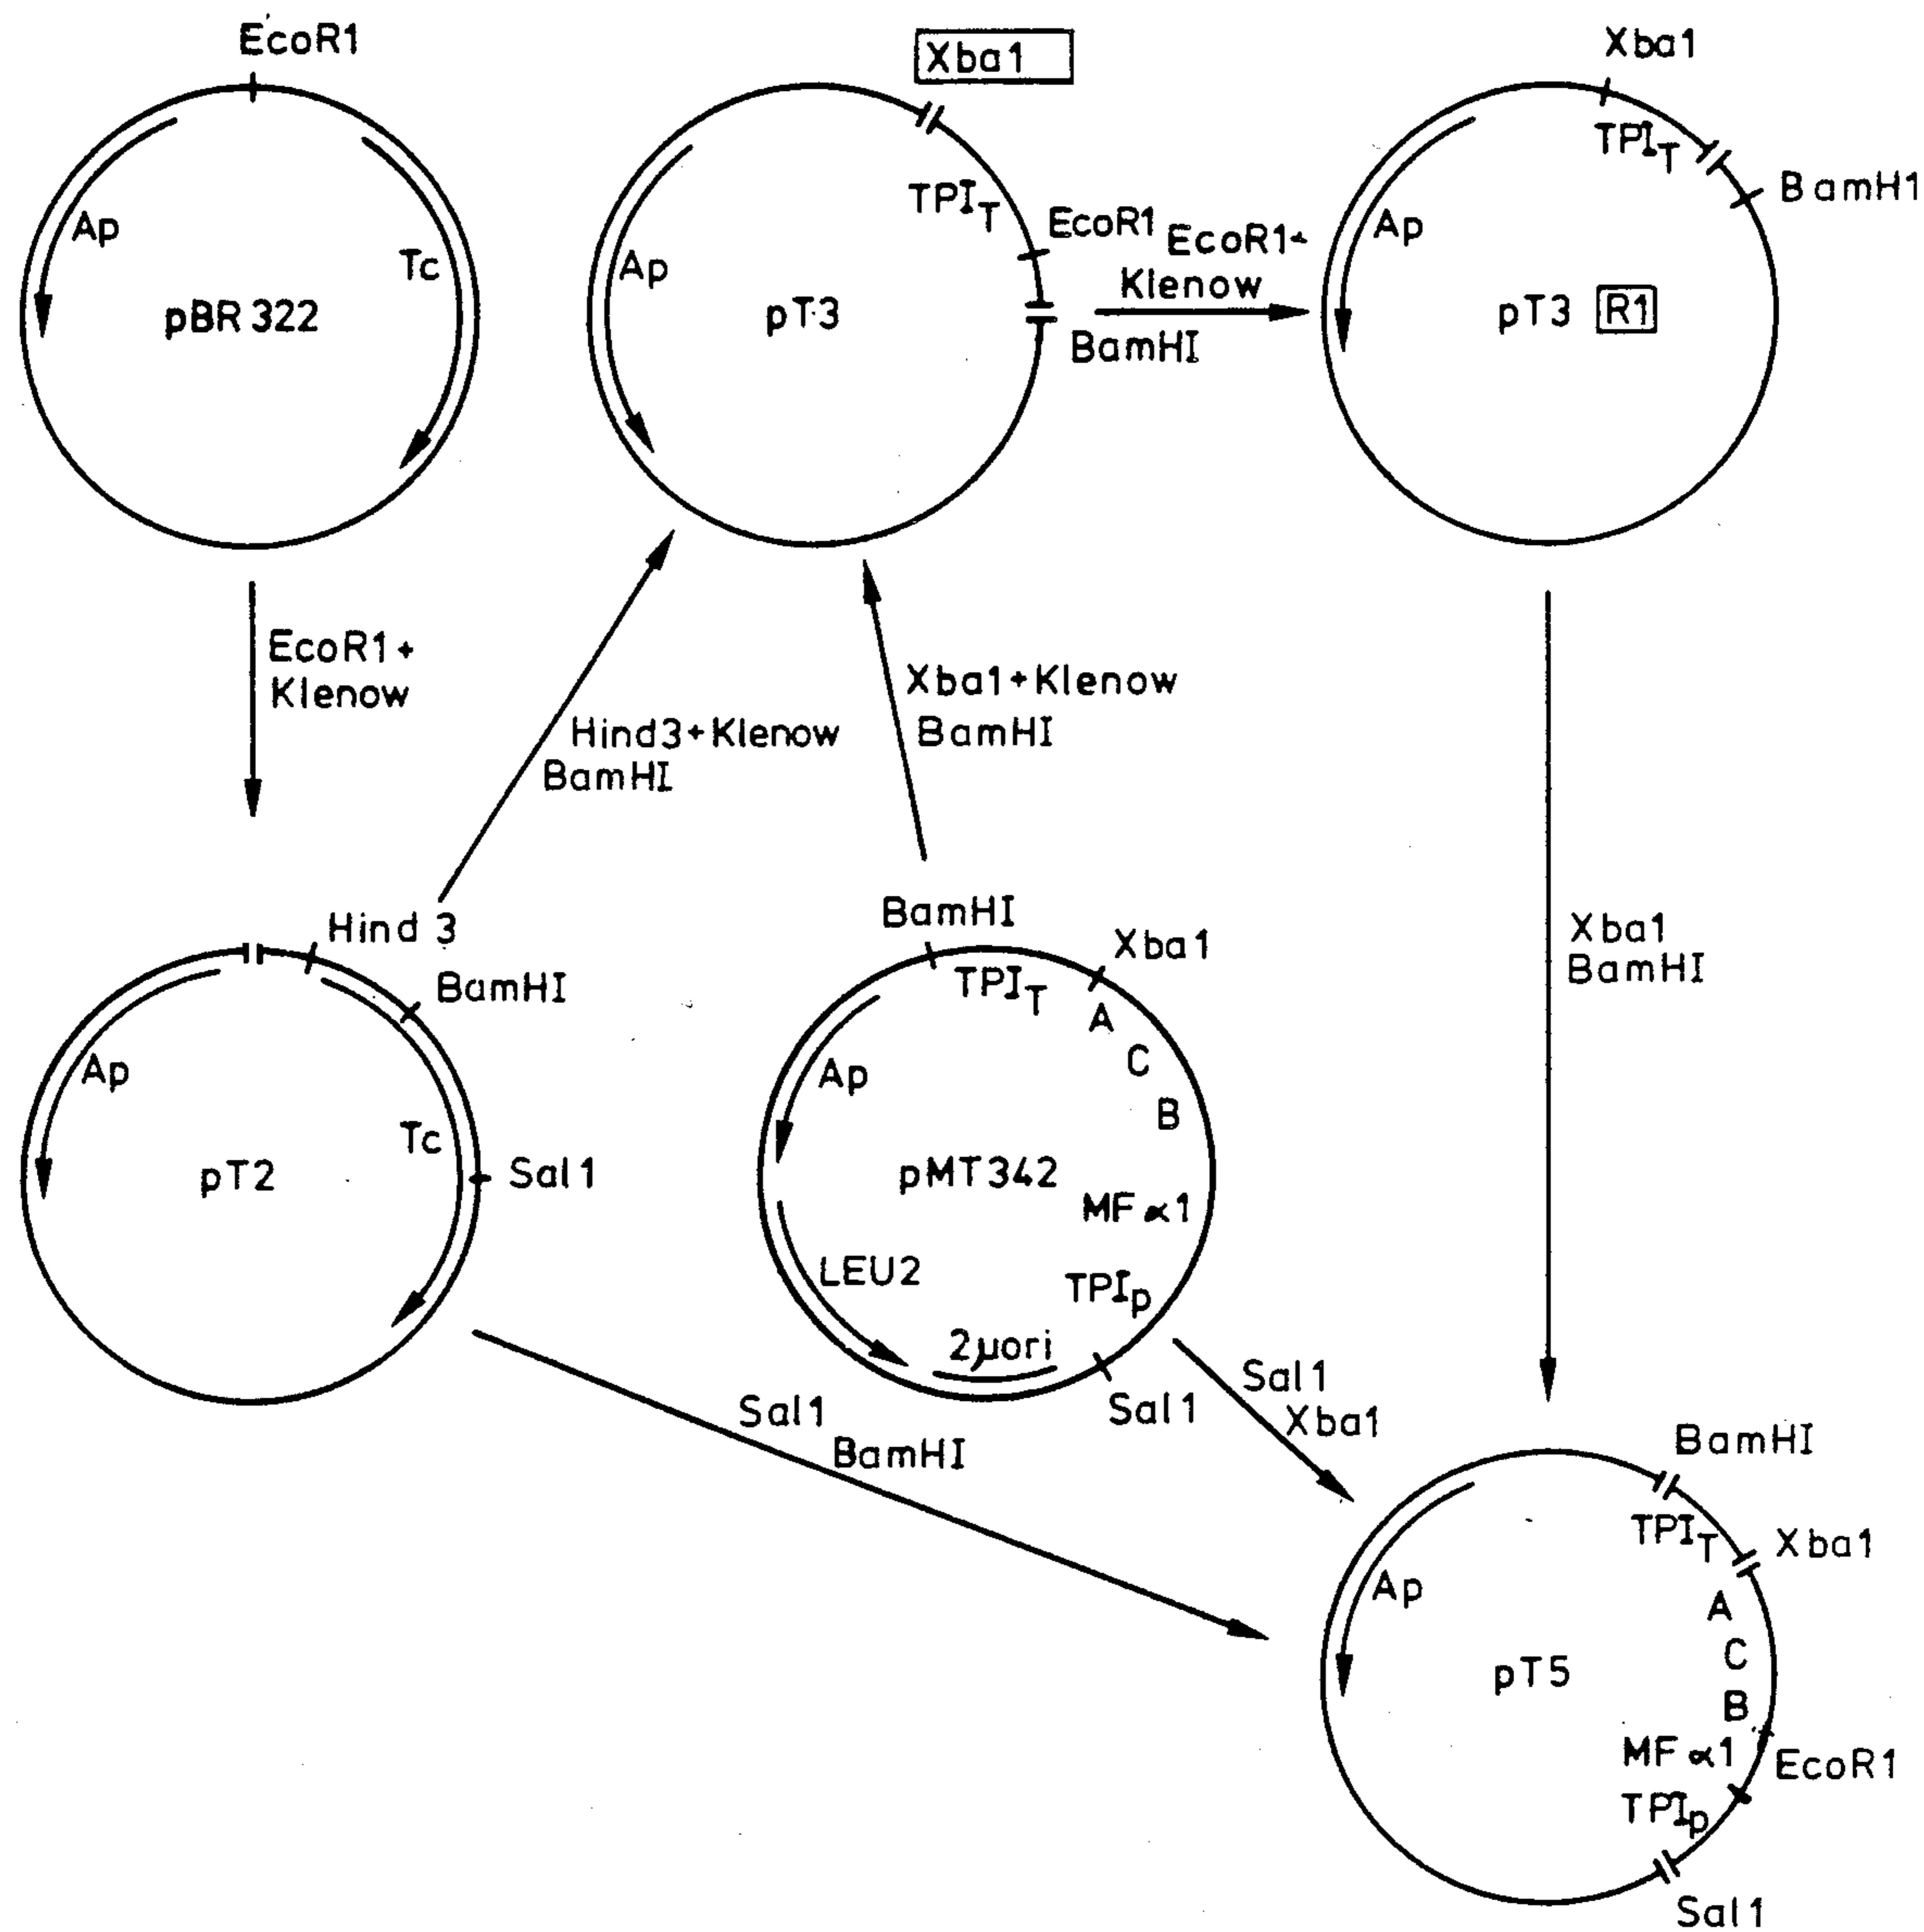 EcoR1
Ap
Tc
pBR322
Xba1
TPIT
EcoR1
Ap
pT3
BamHI
EcoR1+
Klenow
Xba1
TPIT
BamH1
Ap
pT3 R1
EcoR1+
Klenow
Hind3+Klenow
BamHI
Xba1+Klenow
BamHI
Xba1
BamHI
Hind 3
BamHI
Ap
Tc
pT2
Sal1
BamHI
Xba1
TPIT
A
C
B
Ap
pMT342
MFα1
LEU2
TPIp
2µori
Sal1
Sal1
BamHI
Sal1
Xba1
BamHI
TPIT
Xba1
Ap
A
C
B
pT5
MFα1
EcoR1
TPIp
Sal1